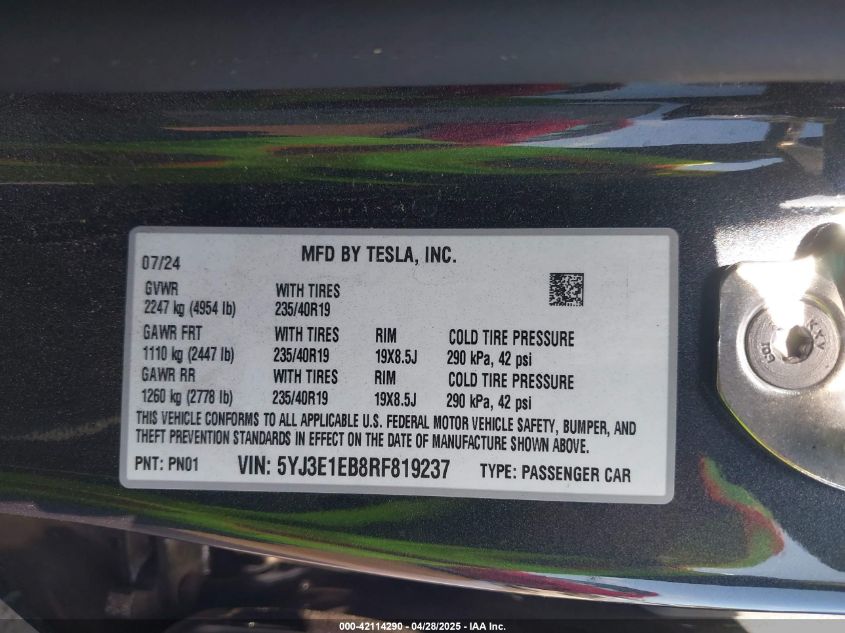 MFD BY TESLA, INC.
07/24
GVWR WITH TIRES
2247 kg (4954 lb) 235/40R19
GAWR FRT WITH TIRES RIM COLD TIRE PRESSURE
1110 kg (2447 lb) 235/40R19 19X8.5J 290 kPa, 42 psi
GAWR RR WITH TIRES RIM COLD TIRE PRESSURE
1260 kg (2778 lb) 235/40R19 19X8.5J 290 kPa, 42 psi
THIS VEHICLE CONFORMS TO ALL APPLICABLE U.S. FEDERAL MOTOR VEHICLE SAFETY, BUMPER, AND
THEFT PREVENTION STANDARDS IN EFFECT ON THE DATE OF MANUFACTURE SHOWN ABOVE.
PNT: PN01 VIN: 5YJ3E1EB8RF819237 TYPE: PASSENGER CAR
KXY
000-42114290 - 04/28/2025 - IAA Inc.